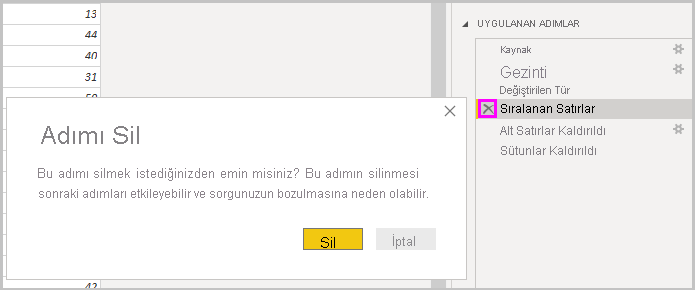 13
44
40
31
50
UYGULANAN ADIMLAR
Kaynak
Gezinti
Değiştirilen Tür
Sıralanan Satırlar
Alt Satırlar Kaldırıldı
Sütunlar Kaldırıldı
Adımı Sil
Bu adımı silmek istediğinizden emin misiniz? Bu adımın silinmesi
sonraki adımları etkileyebilir ve sorgunuzun bozulmasına neden olabilir.
Sil
İptal
42